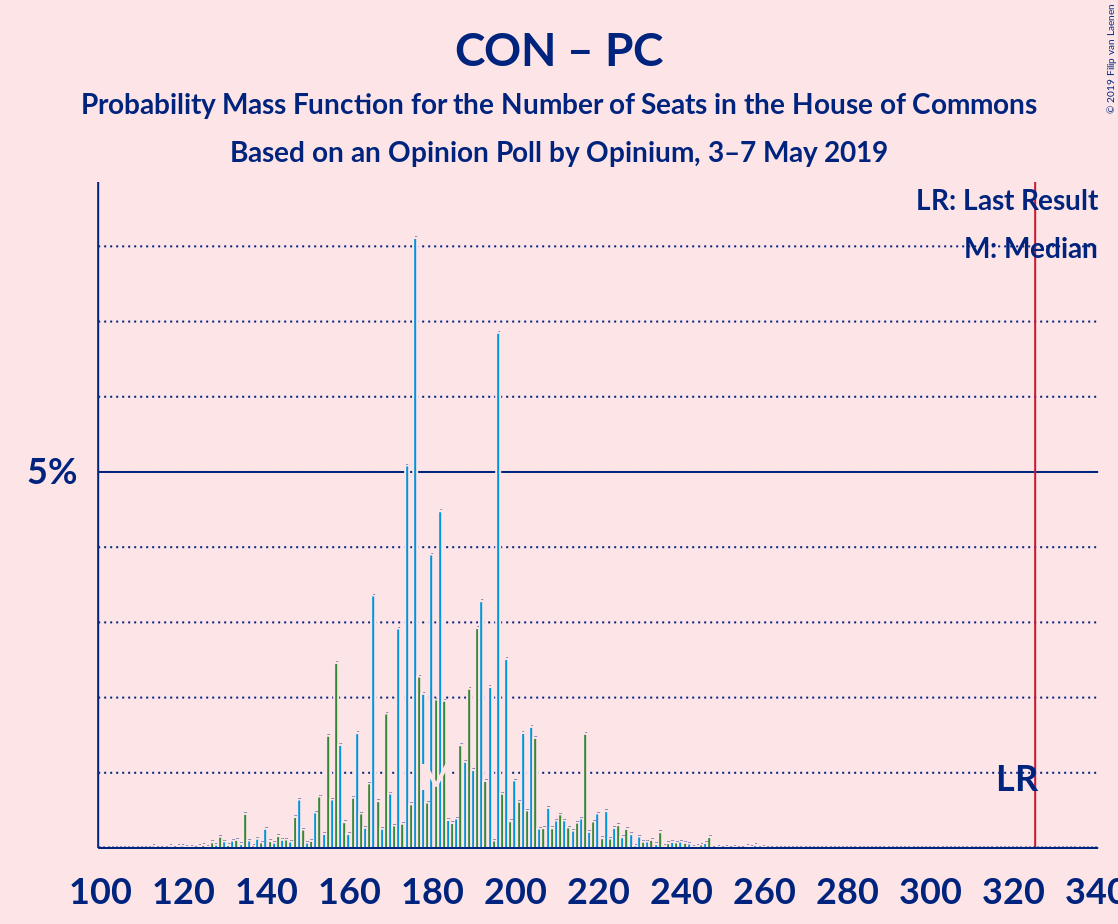 CON – PC
Probability Mass Function for the Number of Seats in the House of Commons
Based on an Opinion Poll by Opinium, 3–7 May 2019
© 2019 Filip van Laenen
LR: Last Result
M: Median
5%
M
LR
100 120 140 160 180 200 220 240 260 280 300 320 340